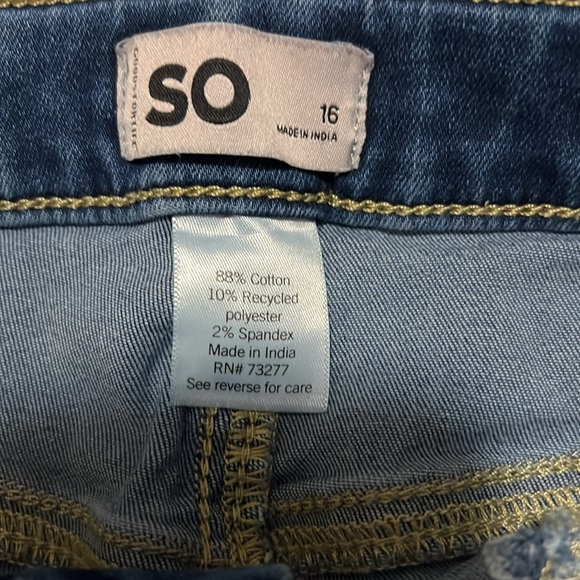 SO
16
MADE IN INDIA
88% Cotton
10% Recycled
polyester
2% Spandex
Made in India
RN# 73277
See reverse for care